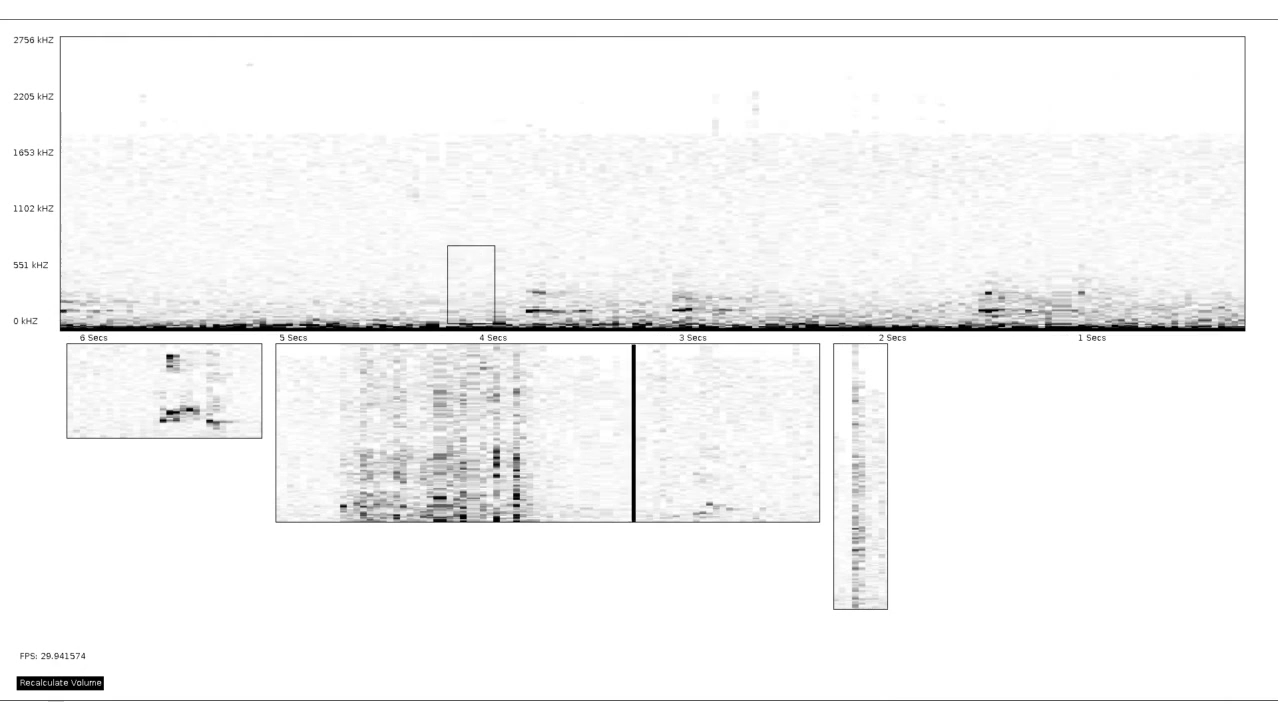 2756 kHZ
2205 kHZ
1653 kHZ
1102 kHZ
551 kHZ
0 kHZ
6 Secs 5 Secs 4 Secs 3 Secs 2 Secs 1 Secs
FPS: 29.941574
Recalculate Volume